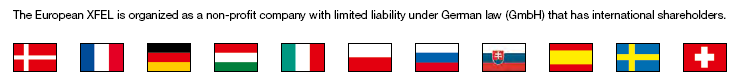 The European XFEL is organized as a non-profit company with limited liability under German law (GmbH) that has international shareholders.